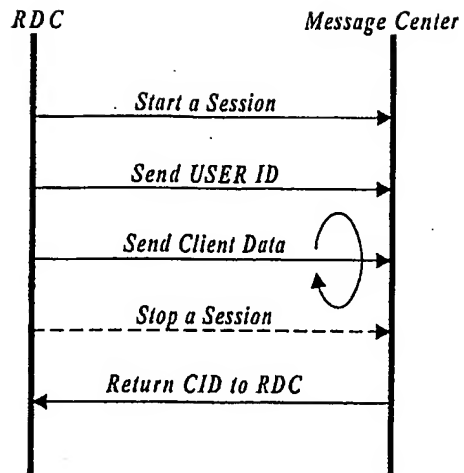 RDC Message Center
Start a Session
Send USER ID
Send Client Data
Stop a Session
Return CID to RDC